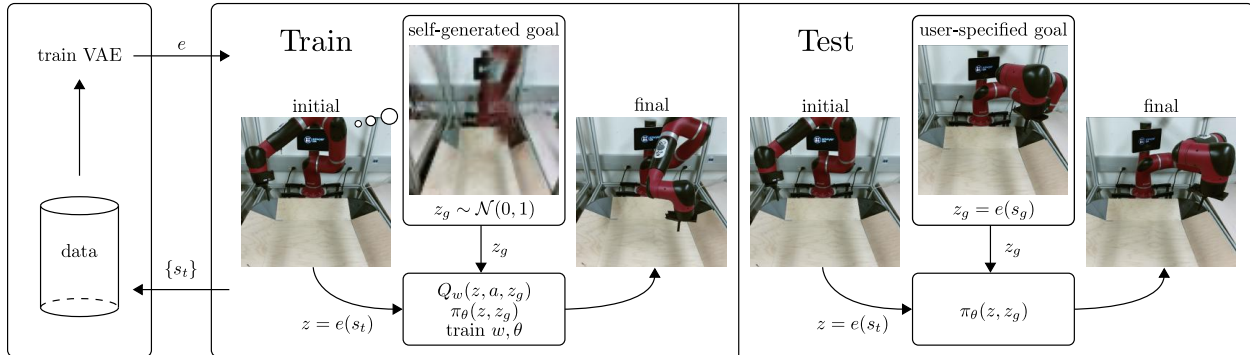 train VAE
data
e
{s_t}
Train
initial
self-generated goal
z_g ∼ 𝒩(0, 1)
z_g
final
z = e(s_t)
Q_w(z, a, z_g)
π_θ(z, z_g)
train w, θ
Test
initial
user-specified goal
z_g = e(s_g)
z_g
final
z = e(s_t)
π_θ(z, z_g)